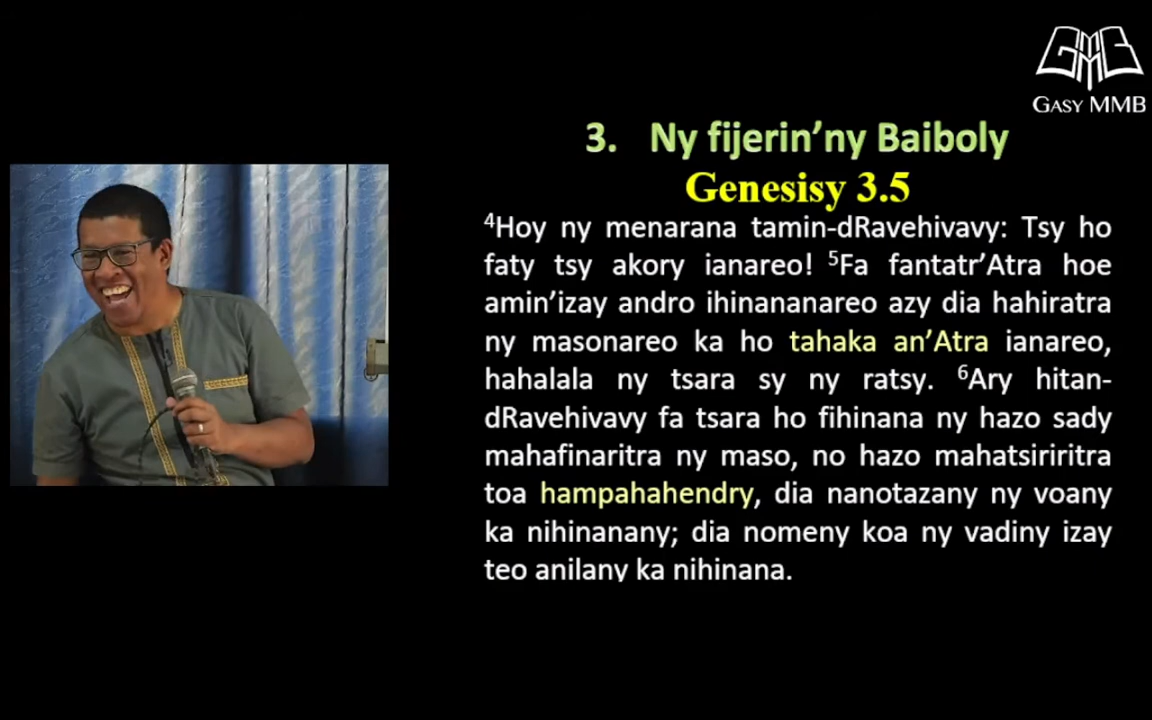 GMMB
GASY MMB
3. Ny fijerin’ny Baiboly
Genesisy 3.5
⁴Hoy ny menarana tamin-dRavehivavy: Tsy ho
faty tsy akory ianareo! ⁵Fa fantatr’Atra hoe
amin’izay andro ihinananareo azy dia hahiratra
ny masonareo ka ho tahaka an’Atra ianareo,
hahalala ny tsara sy ny ratsy. ⁶Ary hitan-
dRavehivavy fa tsara ho fihinana ny hazo sady
mahafinaritra ny maso, no hazo mahatsiriritra
toa hampahahendry, dia nanotazany ny voany
ka nihinanany; dia nomeny koa ny vadiny izay
teo anilany ka nihinana.